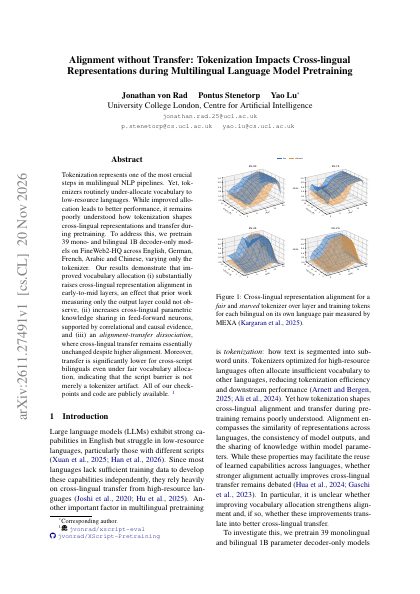 Alignment without Transfer: Tokenization Impacts Cross-lingual
Representations during Multilingual Language Model Pretraining
Jonathan von Rad Pontus Stenetorp Yao Lu*
University College London, Centre for Artificial Intelligence
jonathan.rad.25@ucl.ac.uk
p.stenetorp@cs.ucl.ac.uk yao.lu@cs.ucl.ac.uk
arXiv:2611.27491v1 [cs.CL] 20 Nov 2026
Abstract
Tokenization represents one of the most crucial
steps in multilingual NLP pipelines. Yet, tok-
enizers routinely under-allocate vocabulary to
low-resource languages. While improved allo-
cation leads to better performance, it remains
poorly understood how tokenization shapes
cross-lingual representations and transfer dur-
ing pretraining. To address this, we pretrain
39 mono- and bilingual 1B decoder-only mod-
els on FineWeb2-HQ across English, German,
French, Arabic and Chinese, varying only the
tokenizer. Our results demonstrate that im-
proved vocabulary allocation (i) substantially
raises cross-lingual representation alignment in
early-to-mid layers, an effect that prior work
measuring only the output layer could not ob-
serve, (ii) increases cross-lingual parametric
knowledge sharing in feed-forward neurons,
supported by correlational and causal evidence,
and (iii) an alignment-transfer dissociation,
where cross-lingual transfer remains essentially
unchanged despite higher alignment. Moreover,
transfer is significantly lower for cross-script
bilinguals even under fair vocabulary alloca-
tion, indicating that the script barrier is not
merely a tokenizer artifact. All of our check-
points and code are publicly available. 1
1 Introduction
Large language models (LLMs) exhibit strong ca-
pabilities in English but struggle in low-resource
languages, particularly those with different scripts
(Xuan et al., 2025; Han et al., 2026). Since most
languages lack sufficient training data to develop
these capabilities independently, they rely heavily
on cross-lingual transfer from high-resource lan-
guages (Joshi et al., 2020; Hu et al., 2025). An-
other important factor in multilingual pretraining
*Corresponding author.
1 jonvrad/xscript-eval
jonvrad/XScript-Pretraining
Figure 1: Cross-lingual representation alignment for a
fair and starved tokenizer over layer and training tokens
for each bilingual on its own language pair measured by
MEXA (Kargaran et al., 2025).
is tokenization: how text is segmented into sub-
word units. Tokenizers optimized for high-resource
languages often allocate insufficient vocabulary to
other languages, reducing tokenization efficiency
and downstream performance (Arnett and Bergen,
2025; Ali et al., 2024). Yet how tokenization shapes
cross-lingual alignment and transfer during pre-
training remains poorly understood. Alignment en-
compasses the similarity of representations across
languages, the consistency of model outputs, and
the sharing of knowledge within model parame-
ters. While these properties may facilitate the reuse
of learned capabilities across languages, whether
stronger alignment actually improves cross-lingual
transfer remains debated (Hua et al., 2024; Gaschi
et al., 2023). In particular, it is unclear whether
improving vocabulary allocation strengthens align-
ment and, if so, whether these improvements trans-
late into better cross-lingual transfer.
To investigate this, we pretrain 39 monolingual
and bilingual 1B parameter decoder-only models